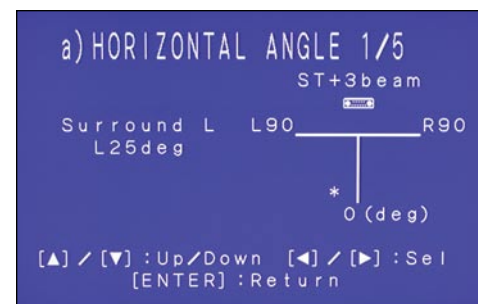 a)HORIZONTAL ANGLE 1/5
ST+3beam
Surround L L90 R90
L25deg
*
0(deg)
[▲]/[▼]:Up/Down [◀]/[▶]:Sel
[ENTER]:Return